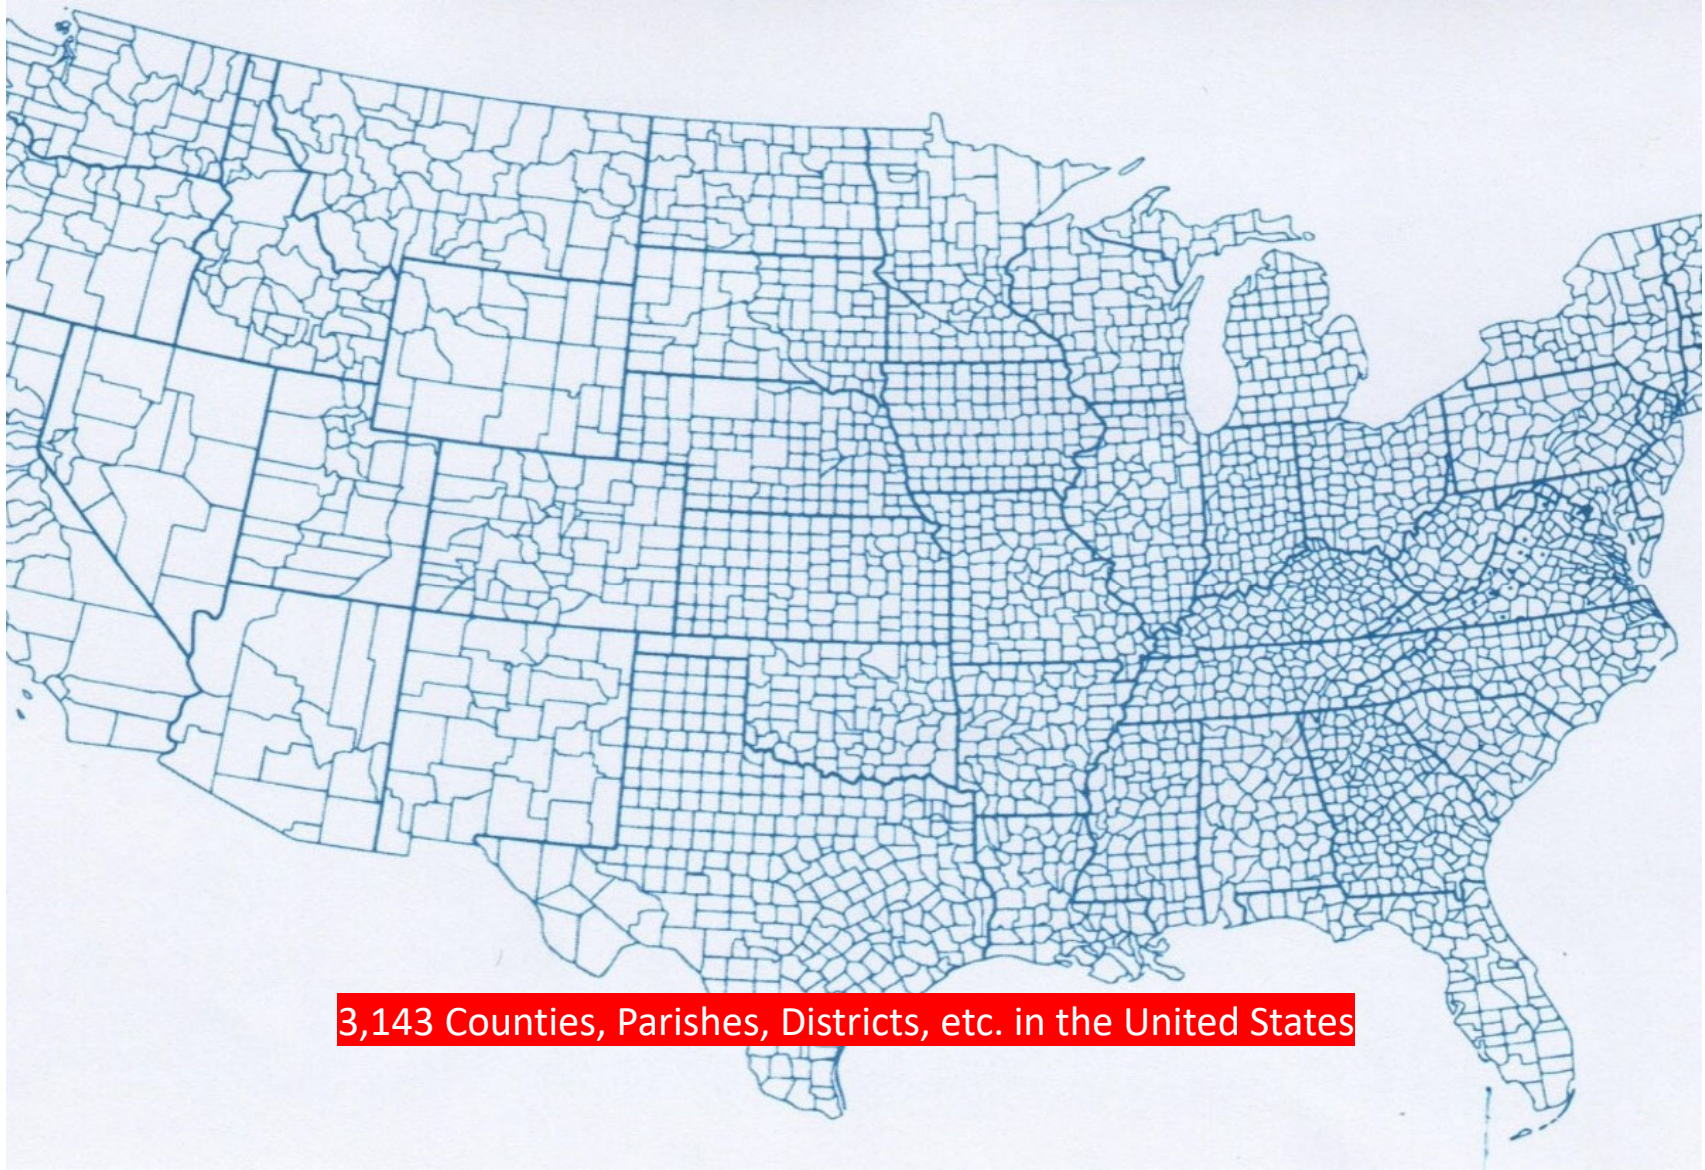 3,143 Counties, Parishes, Districts, etc. in the United States